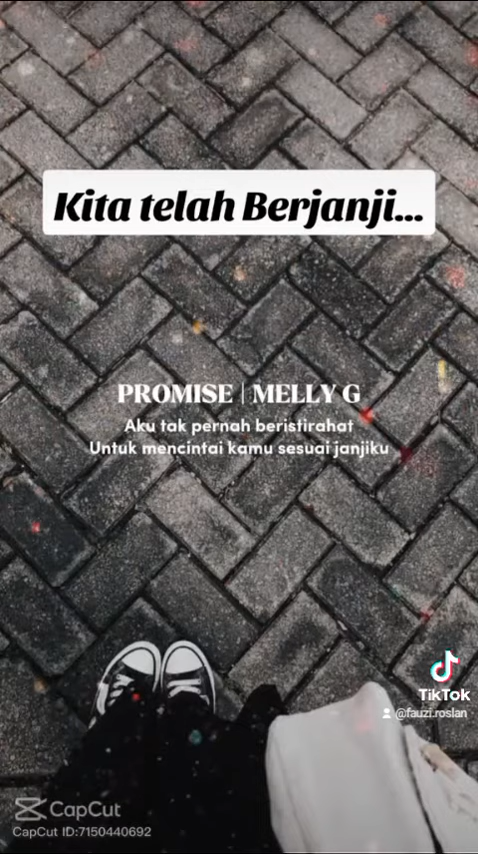 Kita telah Berjanji...
PROMISE | MELLY G
Aku tak pernah beristirahat
Untuk mencintai kamu sesuai janjiku
TikTok
@fauzi.roslan
CapCut
CapCut ID:7150440692